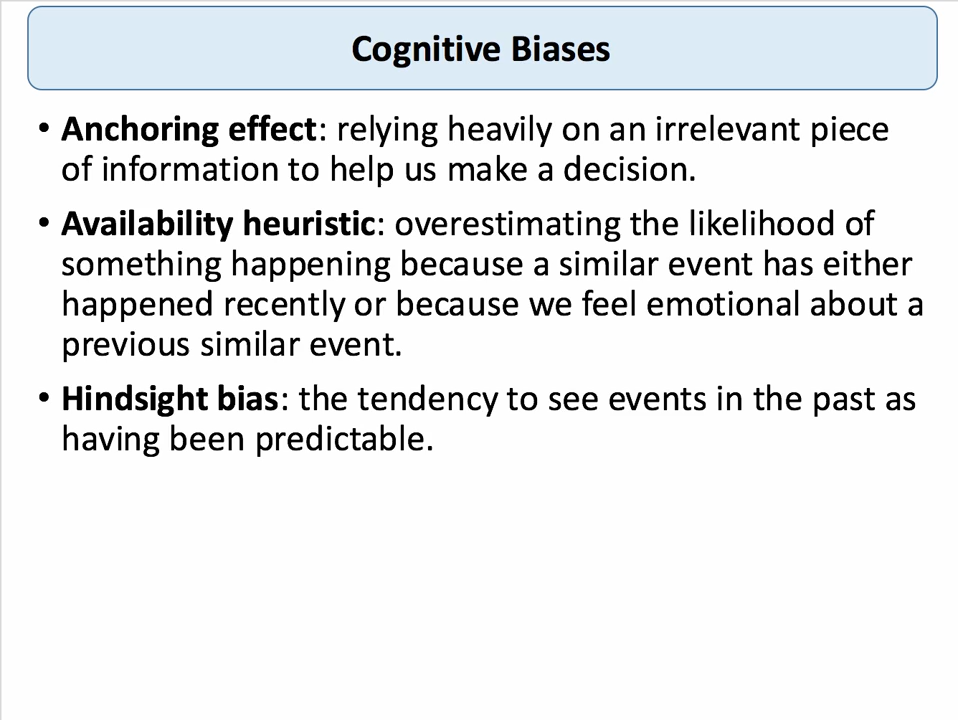 Cognitive Biases
• Anchoring effect: relying heavily on an irrelevant piece
of information to help us make a decision.
• Availability heuristic: overestimating the likelihood of
something happening because a similar event has either
happened recently or because we feel emotional about a
previous similar event.
• Hindsight bias: the tendency to see events in the past as
having been predictable.